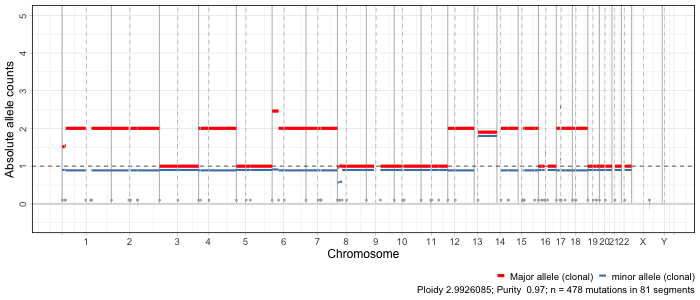 Absolute allele counts
5
4
3
2
1
0
1 2 3 4 5 6 7 8 9 10 11 12 13 14 15 16 17 18 19 20 21 22 X Y
Chromosome
Major allele (clonal) minor allele (clonal)
Ploidy 2.9926085; Purity 0.97; n = 478 mutations in 81 segments